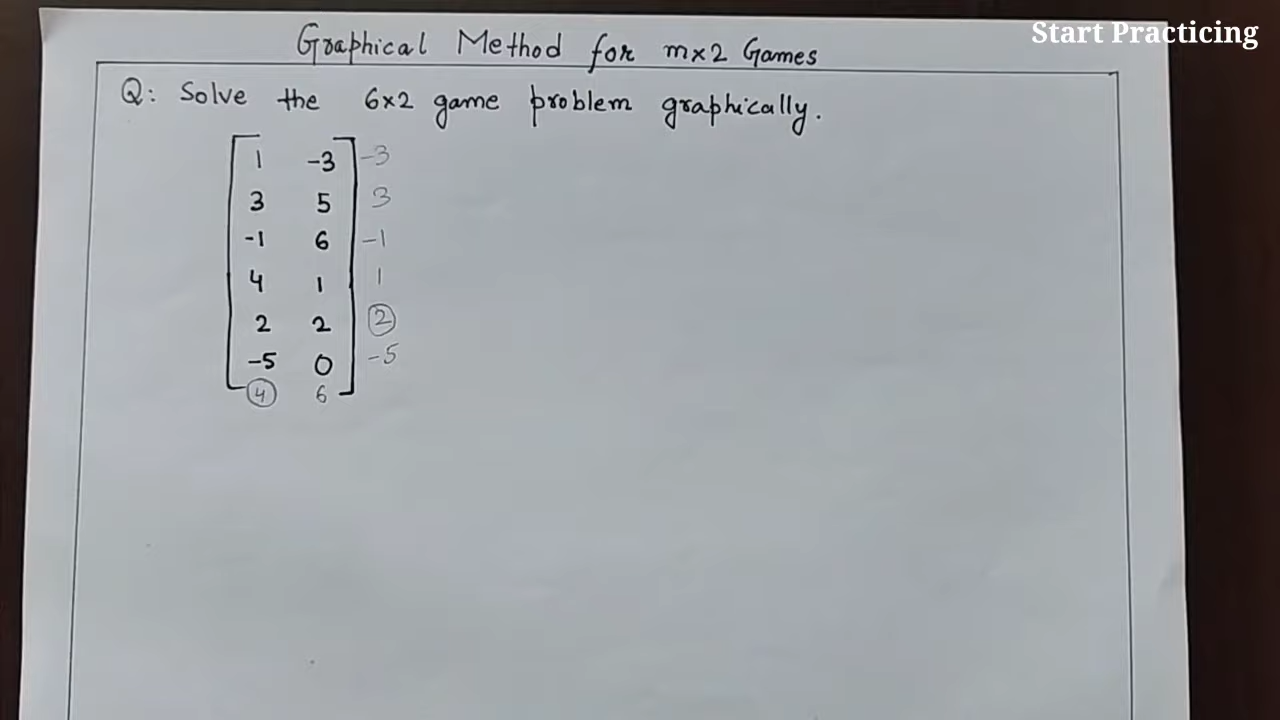 Start Practicing
Graphical Method for m×2 Games
Q: Solve the 6×2 game problem graphically.
1 -3 -3
3 5 3
-1 6 -1
4 1 1
2 2 2
-5 0 -5
4 6